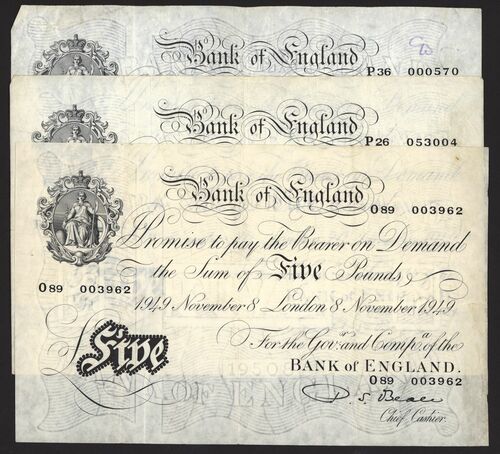 Bank of England
P36 000570
Bank of England
P26 053004
Bank of England
O89 003962
Promise to pay the Bearer on Demand
the Sum of Five Pounds
O89 003962
1949 November 8 London 8 November 1949
For the Govr. and Compa. of the
Five
BANK of ENGLAND.
O89 003962
P. S. Beale
Chief Cashier.